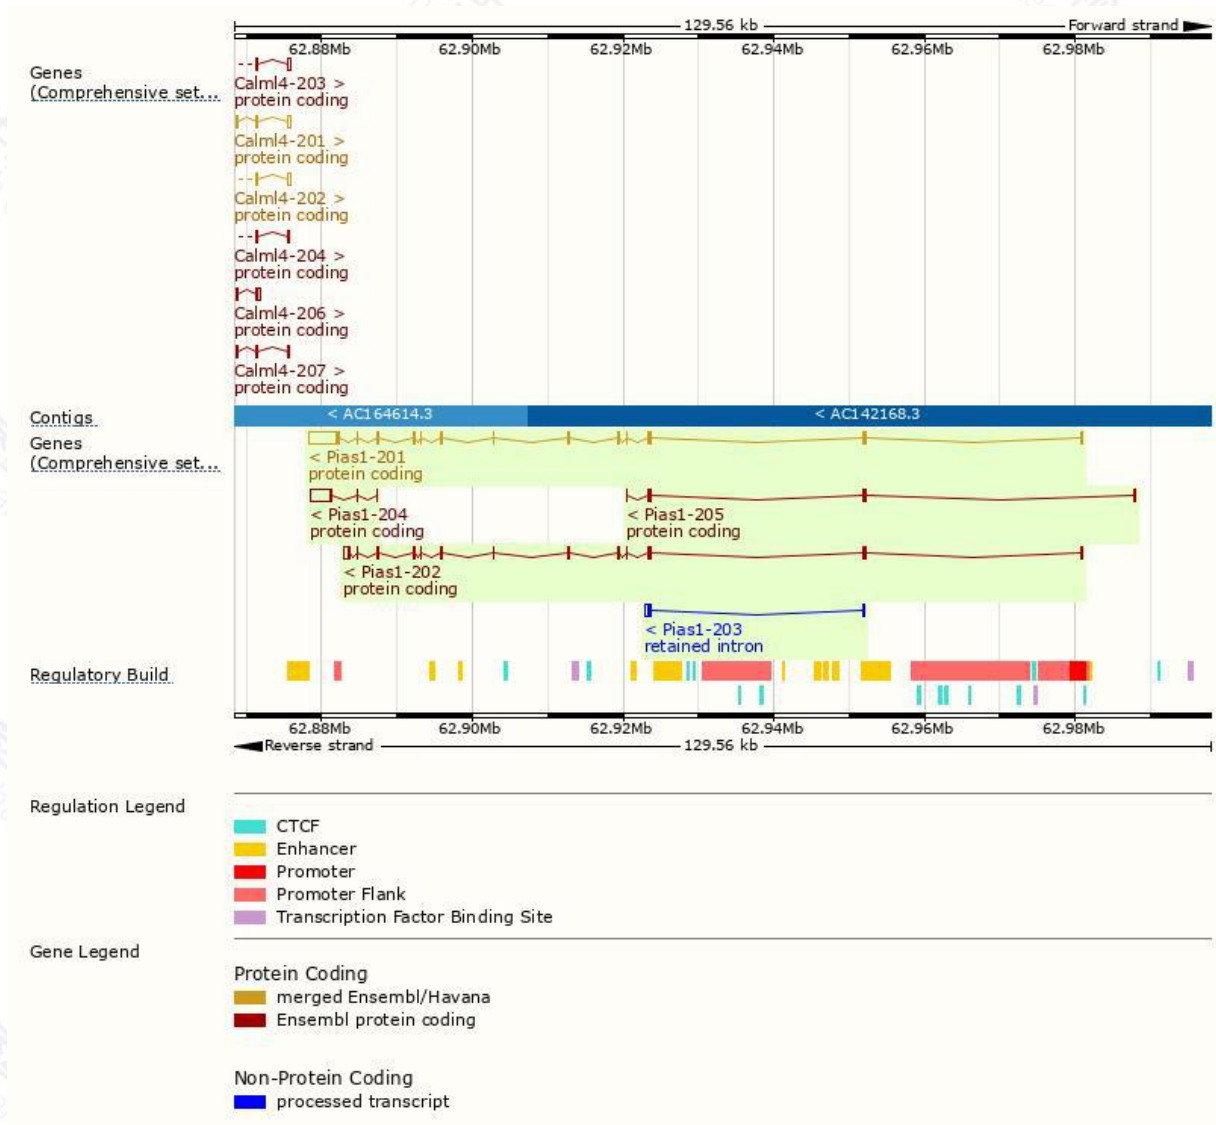 129.56 kb Forward strand
62.88Mb 62.90Mb 62.92Mb 62.94Mb 62.96Mb 62.98Mb
Genes
(Comprehensive set...
Calml4-203 >
protein coding
Calml4-201 >
protein coding
Calml4-202 >
protein coding
Calml4-204 >
protein coding
Calml4-206 >
protein coding
Calml4-207 >
protein coding
Contigs
< AC164614.3 < AC142168.3
Genes
(Comprehensive set...
< Pias1-201
protein coding
< Pias1-204 < Pias1-205
protein coding protein coding
< Pias1-202
protein coding
< Pias1-203
retained intron
Regulatory Build
62.88Mb 62.90Mb 62.92Mb 62.94Mb 62.96Mb 62.98Mb
Reverse strand 129.56 kb
Regulation Legend
CTCF
Enhancer
Promoter
Promoter Flank
Transcription Factor Binding Site
Gene Legend
Protein Coding
merged Ensembl/Havana
Ensembl protein coding
Non-Protein Coding
processed transcript